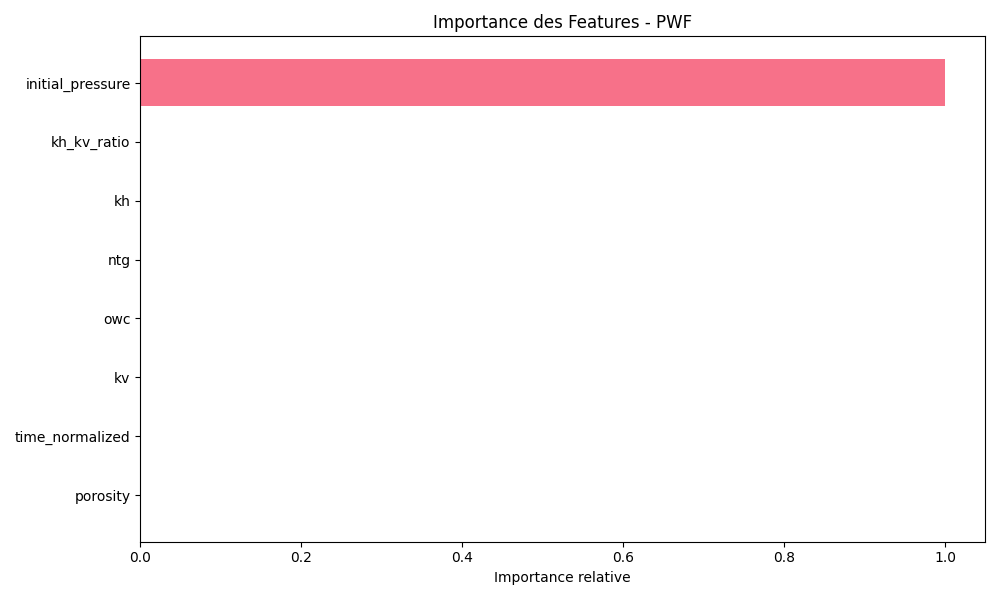 Importance des Features - PWF
initial_pressure
kh_kv_ratio
kh
ntg
owc
kv
time_normalized
porosity
0.0 0.2 0.4 0.6 0.8 1.0
Importance relative